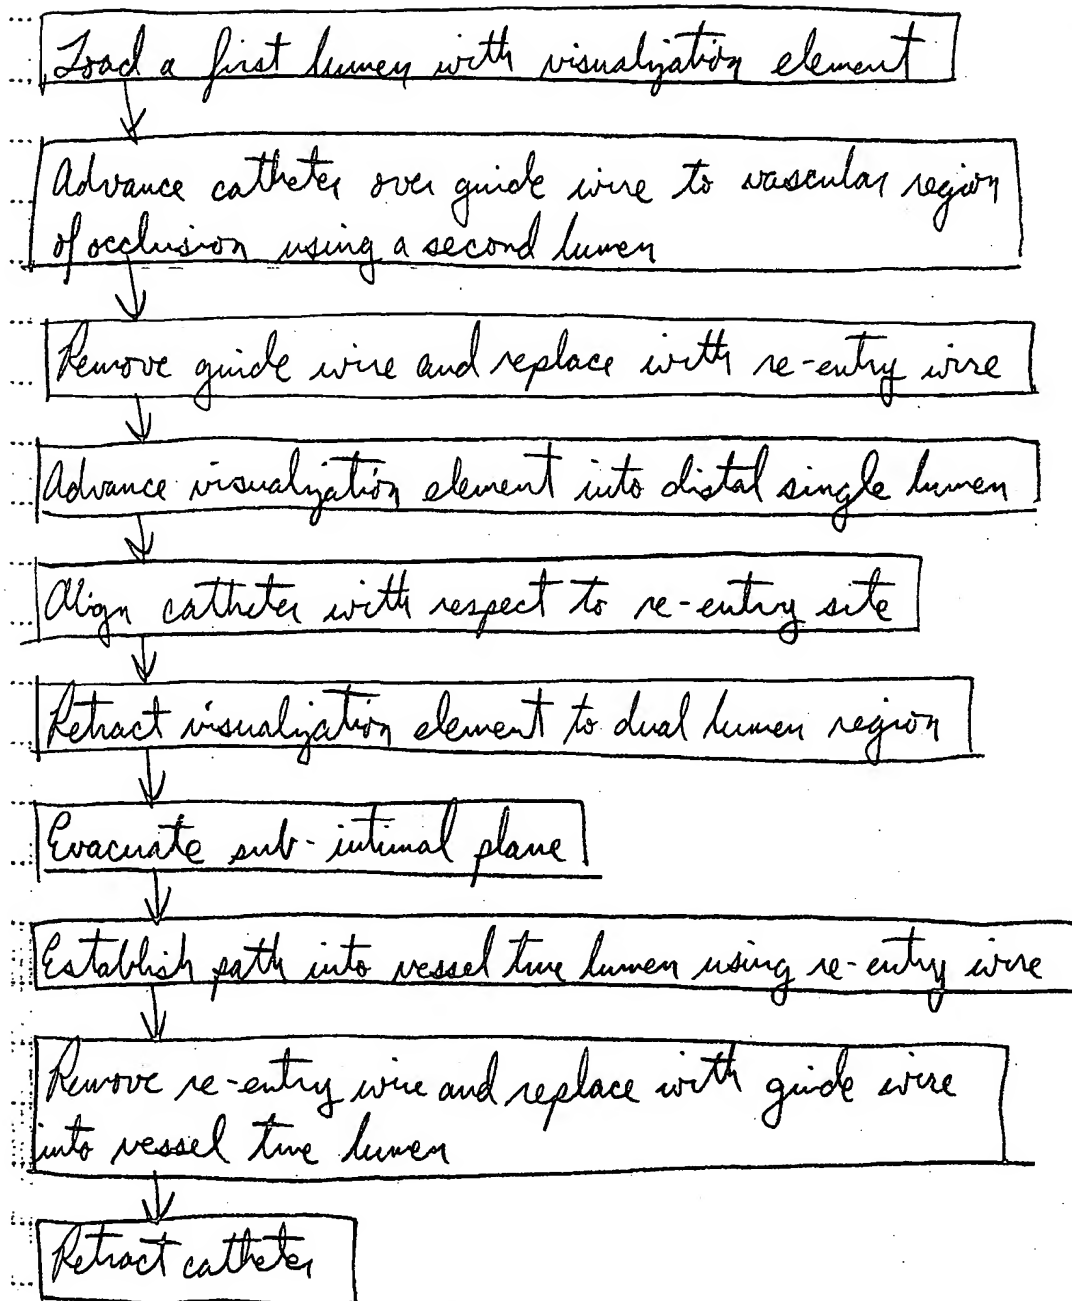 Load a first lumen with visualization element
Advance catheter over guide wire to vascular region
of occlusion using a second lumen
Remove guide wire and replace with re-entry wire
Advance visualization element into distal single lumen
Align catheter with respect to re-entry site
Retract visualization element to dual lumen region
Evacuate sub-intimal plane
Establish path into vessel true lumen using re-entry wire
Remove re-entry wire and replace with guide wire
into vessel true lumen
Retract catheter